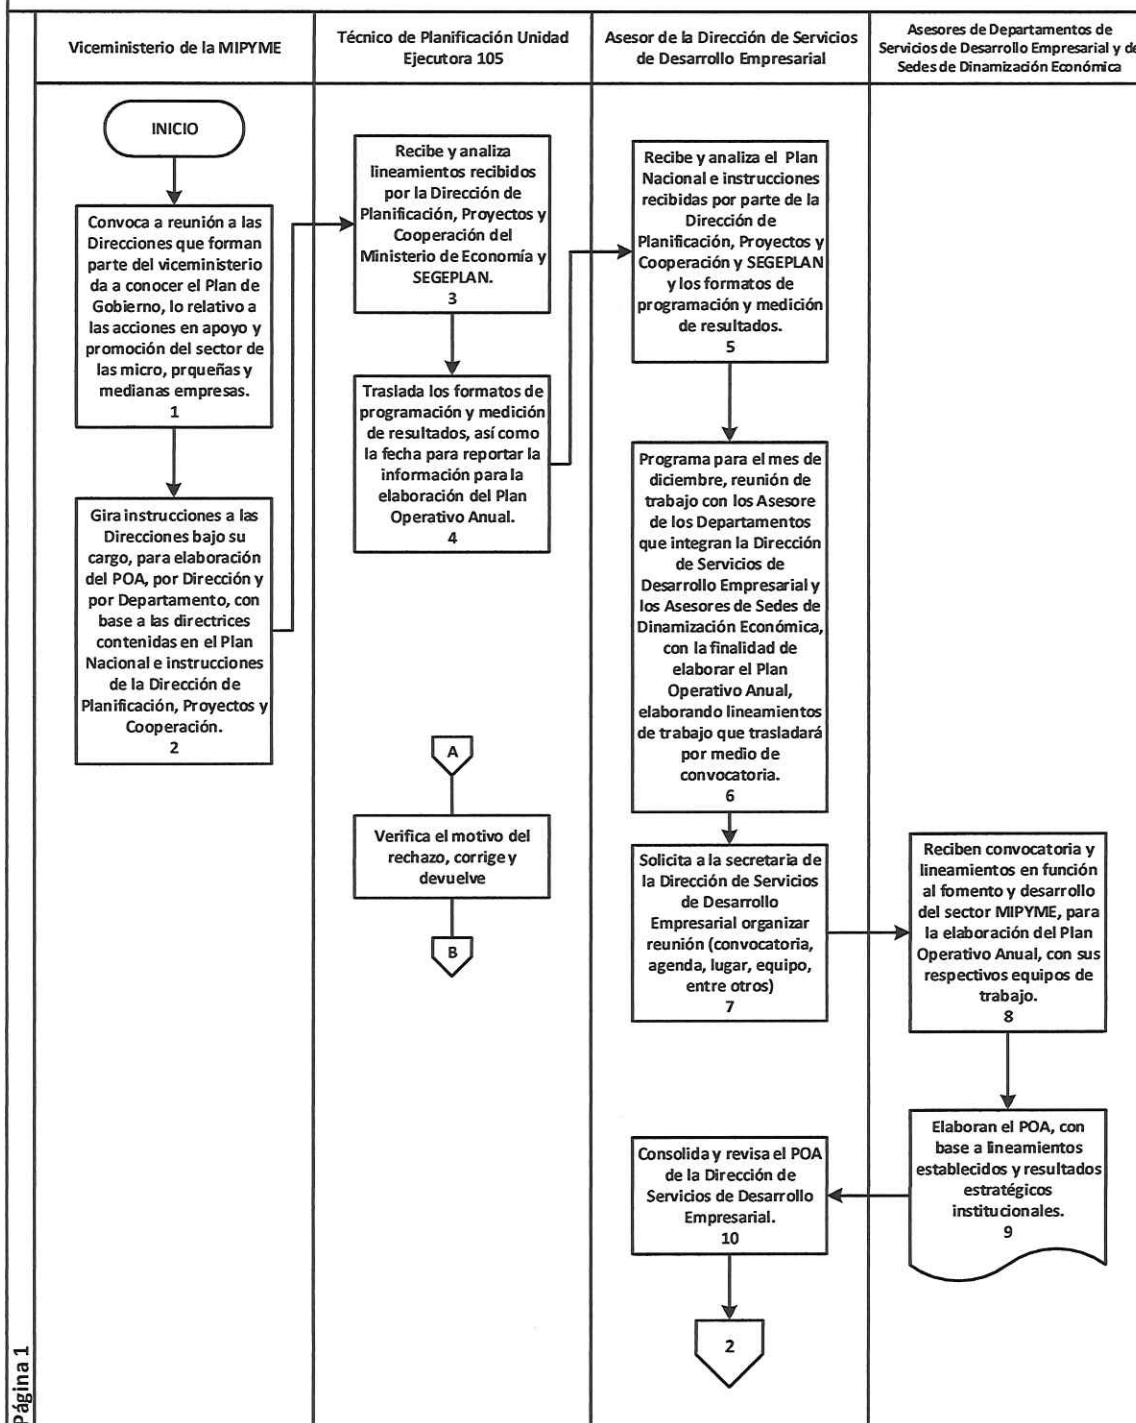 Viceministerio de la MIPYME
Técnico de Planificación Unidad
Ejecutora 105
Asesor de la Dirección de Servicios
de Desarrollo Empresarial
Asesores de Departamentos de
Servicios de Desarrollo Empresarial y de
Sedes de Dinamización Económica
INICIO
Convoca a reunión a las
Direcciones que forman
parte del viceministerio
da a conocer el Plan de
Gobierno, lo relativo a
las acciones en apoyo y
promoción del sector de
las micro, prqueñas y
medianas empresas.
1
Gira instrucciones a las
Direcciones bajo su
cargo, para elaboración
del POA, por Dirección y
por Departamento, con
base a las directrices
contenidas en el Plan
Nacional e instrucciones
de la Dirección de
Planificación, Proyectos y
Cooperación.
2
Recibe y analiza
lineamientos recibidos
por la Dirección de
Planificación, Proyectos y
Cooperación del
Ministerio de Economía y
SEGEPLAN.
3
Traslada los formatos de
programación y medición
de resultados, así como
la fecha para reportar la
información para la
elaboración del Plan
Operativo Anual.
4
A
Verifica el motivo del
rechazo, corrige y
devuelve
B
Recibe y analiza el Plan
Nacional e instrucciones
recibidas por parte de la
Dirección de
Planificación, Proyectos y
Cooperación y SEGEPLAN
y los formatos de
programación y medición
de resultados.
5
Programa para el mes de
diciembre, reunión de
trabajo con los Asesore
de los Departamentos
que integran la Dirección
de Servicios de
Desarrollo Empresarial y
los Asesores de Sedes de
Dinamización Económica,
con la finalidad de
elaborar el Plan
Operativo Anual,
elaborando lineamientos
de trabajo que trasladará
por medio de
convocatoria.
6
Solicita a la secretaria de
la Dirección de Servicios
de Desarrollo
Empresarial organizar
reunión (convocatoria,
agenda, lugar, equipo,
entre otros)
7
Reciben convocatoria y
lineamientos en función
al fomento y desarrollo
del sector MIPYME, para
la elaboración del Plan
Operativo Anual, con sus
respectivos equipos de
trabajo.
8
Elaboran el POA, con
base a lineamientos
establecidos y resultados
estratégicos
institucionales.
9
Consolida y revisa el POA
de la Dirección de
Servicios de Desarrollo
Empresarial.
10
2
Página 1